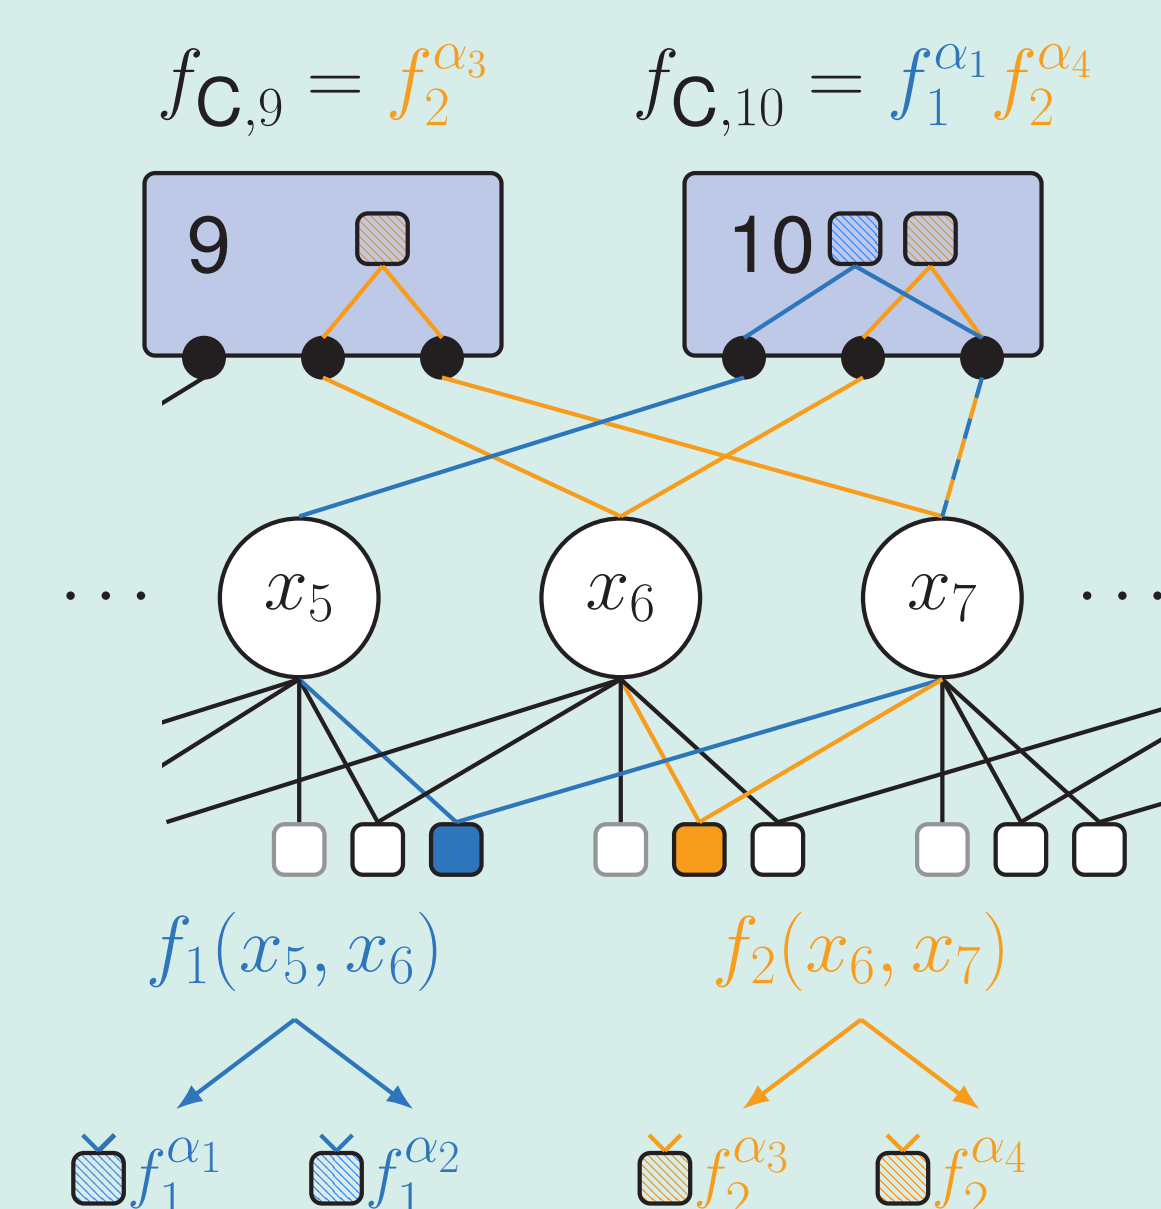 f_{C,9} = f_2^{α_3} f_{C,10} = f_1^{α_1} f_2^{α_4}
9 10
··· x_5 x_6 x_7 ···
f_1(x_5, x_6) f_2(x_6, x_7)
f_1^{α_1} f_1^{α_2} f_2^{α_3} f_2^{α_4}